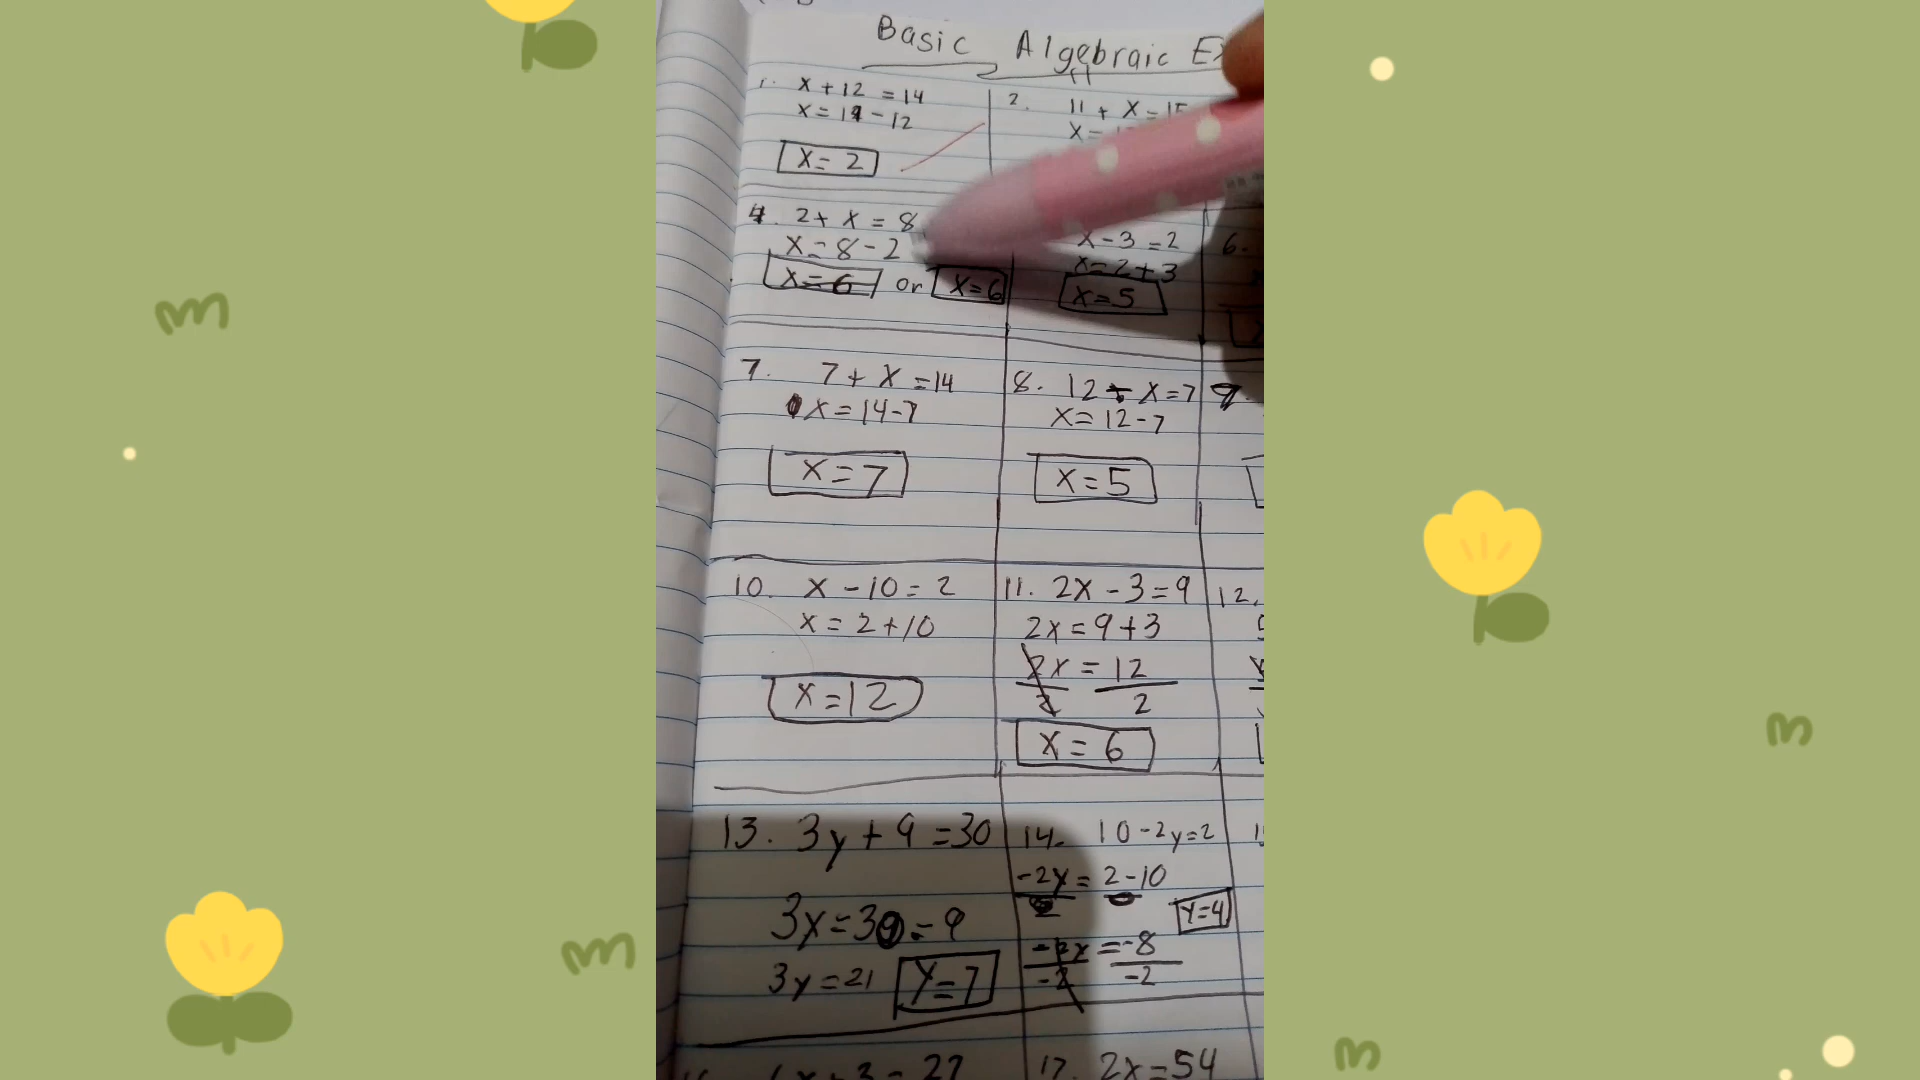 Basic Algebraic
1. x + 12 = 14
x = 14 - 12
x = 2
2. 11 + x = 15
x =
4. 2 + x = 8
x = 8 - 2
x = 6 or x = 6
x - 3 = 2
x = 2 + 3
x = 5
6.
7. 7 + x = 14
x = 14 - 7
x = 7
8. 12 - x = 7
x = 12 - 7
x = 5
9
10. x - 10 = 2
x = 2 + 10
x = 12
11. 2x - 3 = 9
2x = 9 + 3
2x = 12
2 2
x = 6
12.
13. 3y + 9 = 30
3x = 30 - 9
3y = 21 y = 7
14. 10 - 2y = 2
-2y = 2 - 10
y = 4
-2y = -8
-2 -2
17. 2x = 54